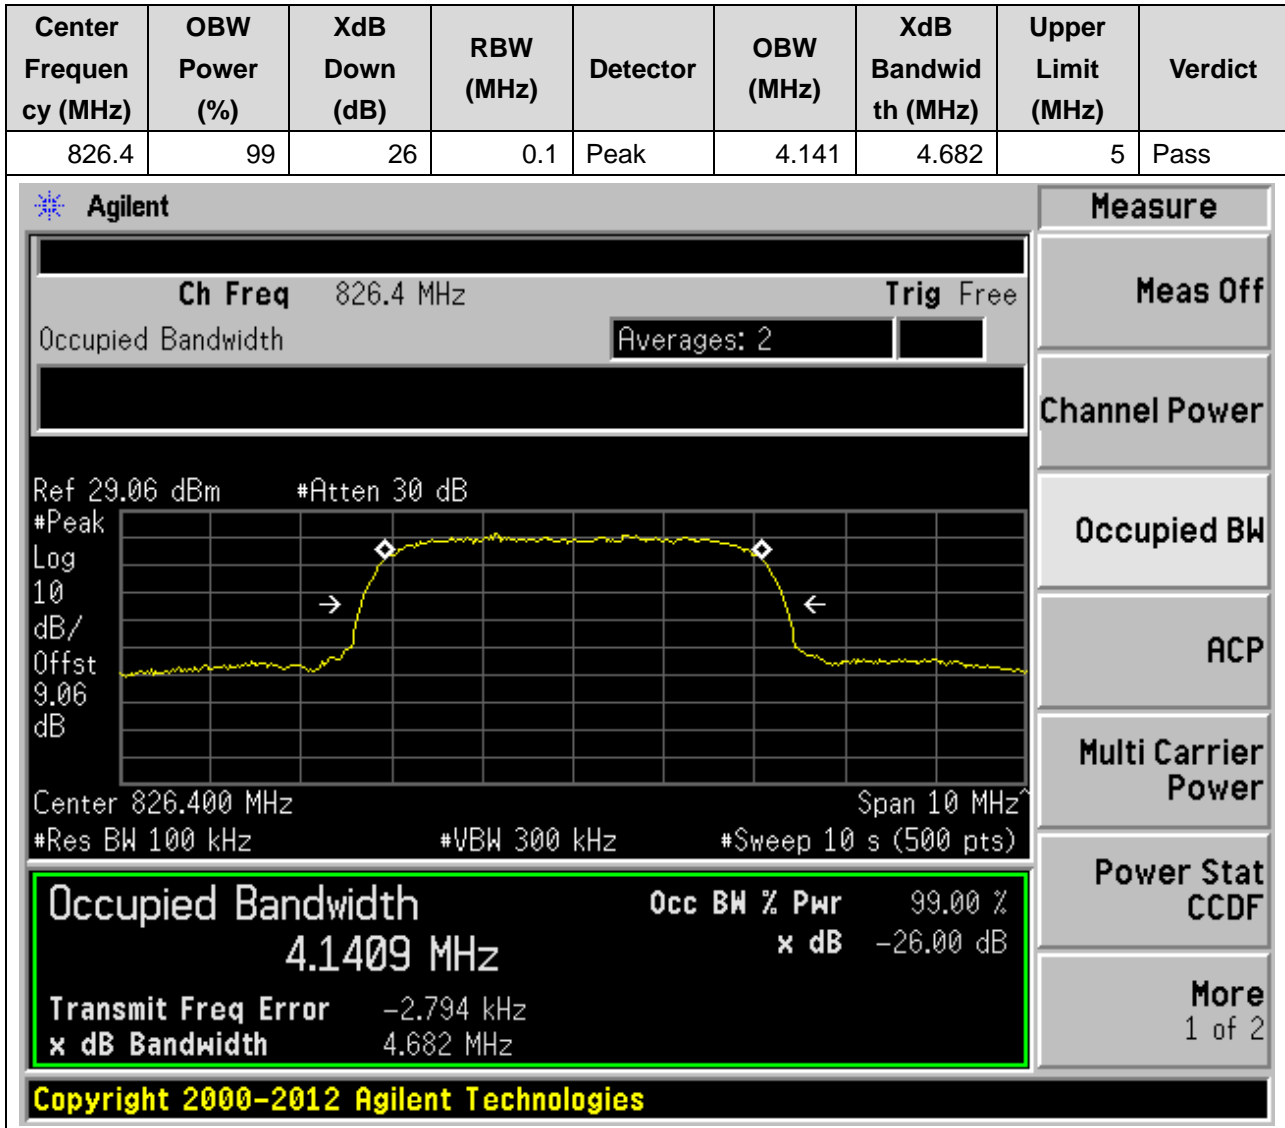 Center Frequen cy (MHz) OBW Power (%) XdB Down (dB) RBW (MHz) Detector OBW (MHz) XdB Bandwid th (MHz) Upper Limit (MHz) Verdict
826.4 99 26 0.1 Peak 4.141 4.682 5 Pass
Agilent
Measure
Ch Freq 826.4 MHz Trig Free
Occupied Bandwidth Averages: 2
Meas Off
Channel Power
Occupied BW
ACP
Multi Carrier
Power
Power Stat
CCDF
More
1 of 2
Ref 29.06 dBm #Atten 30 dB
#Peak
Log
10
dB/
Offst
9.06
dB
Center 826.400 MHz Span 10 MHz^
#Res BW 100 kHz #VBW 300 kHz #Sweep 10 s (500 pts)
Occupied Bandwidth Occ BW % Pwr 99.00 %
4.1409 MHz x dB -26.00 dB
Transmit Freq Error -2.794 kHz
x dB Bandwidth 4.682 MHz
Copyright 2000-2012 Agilent Technologies